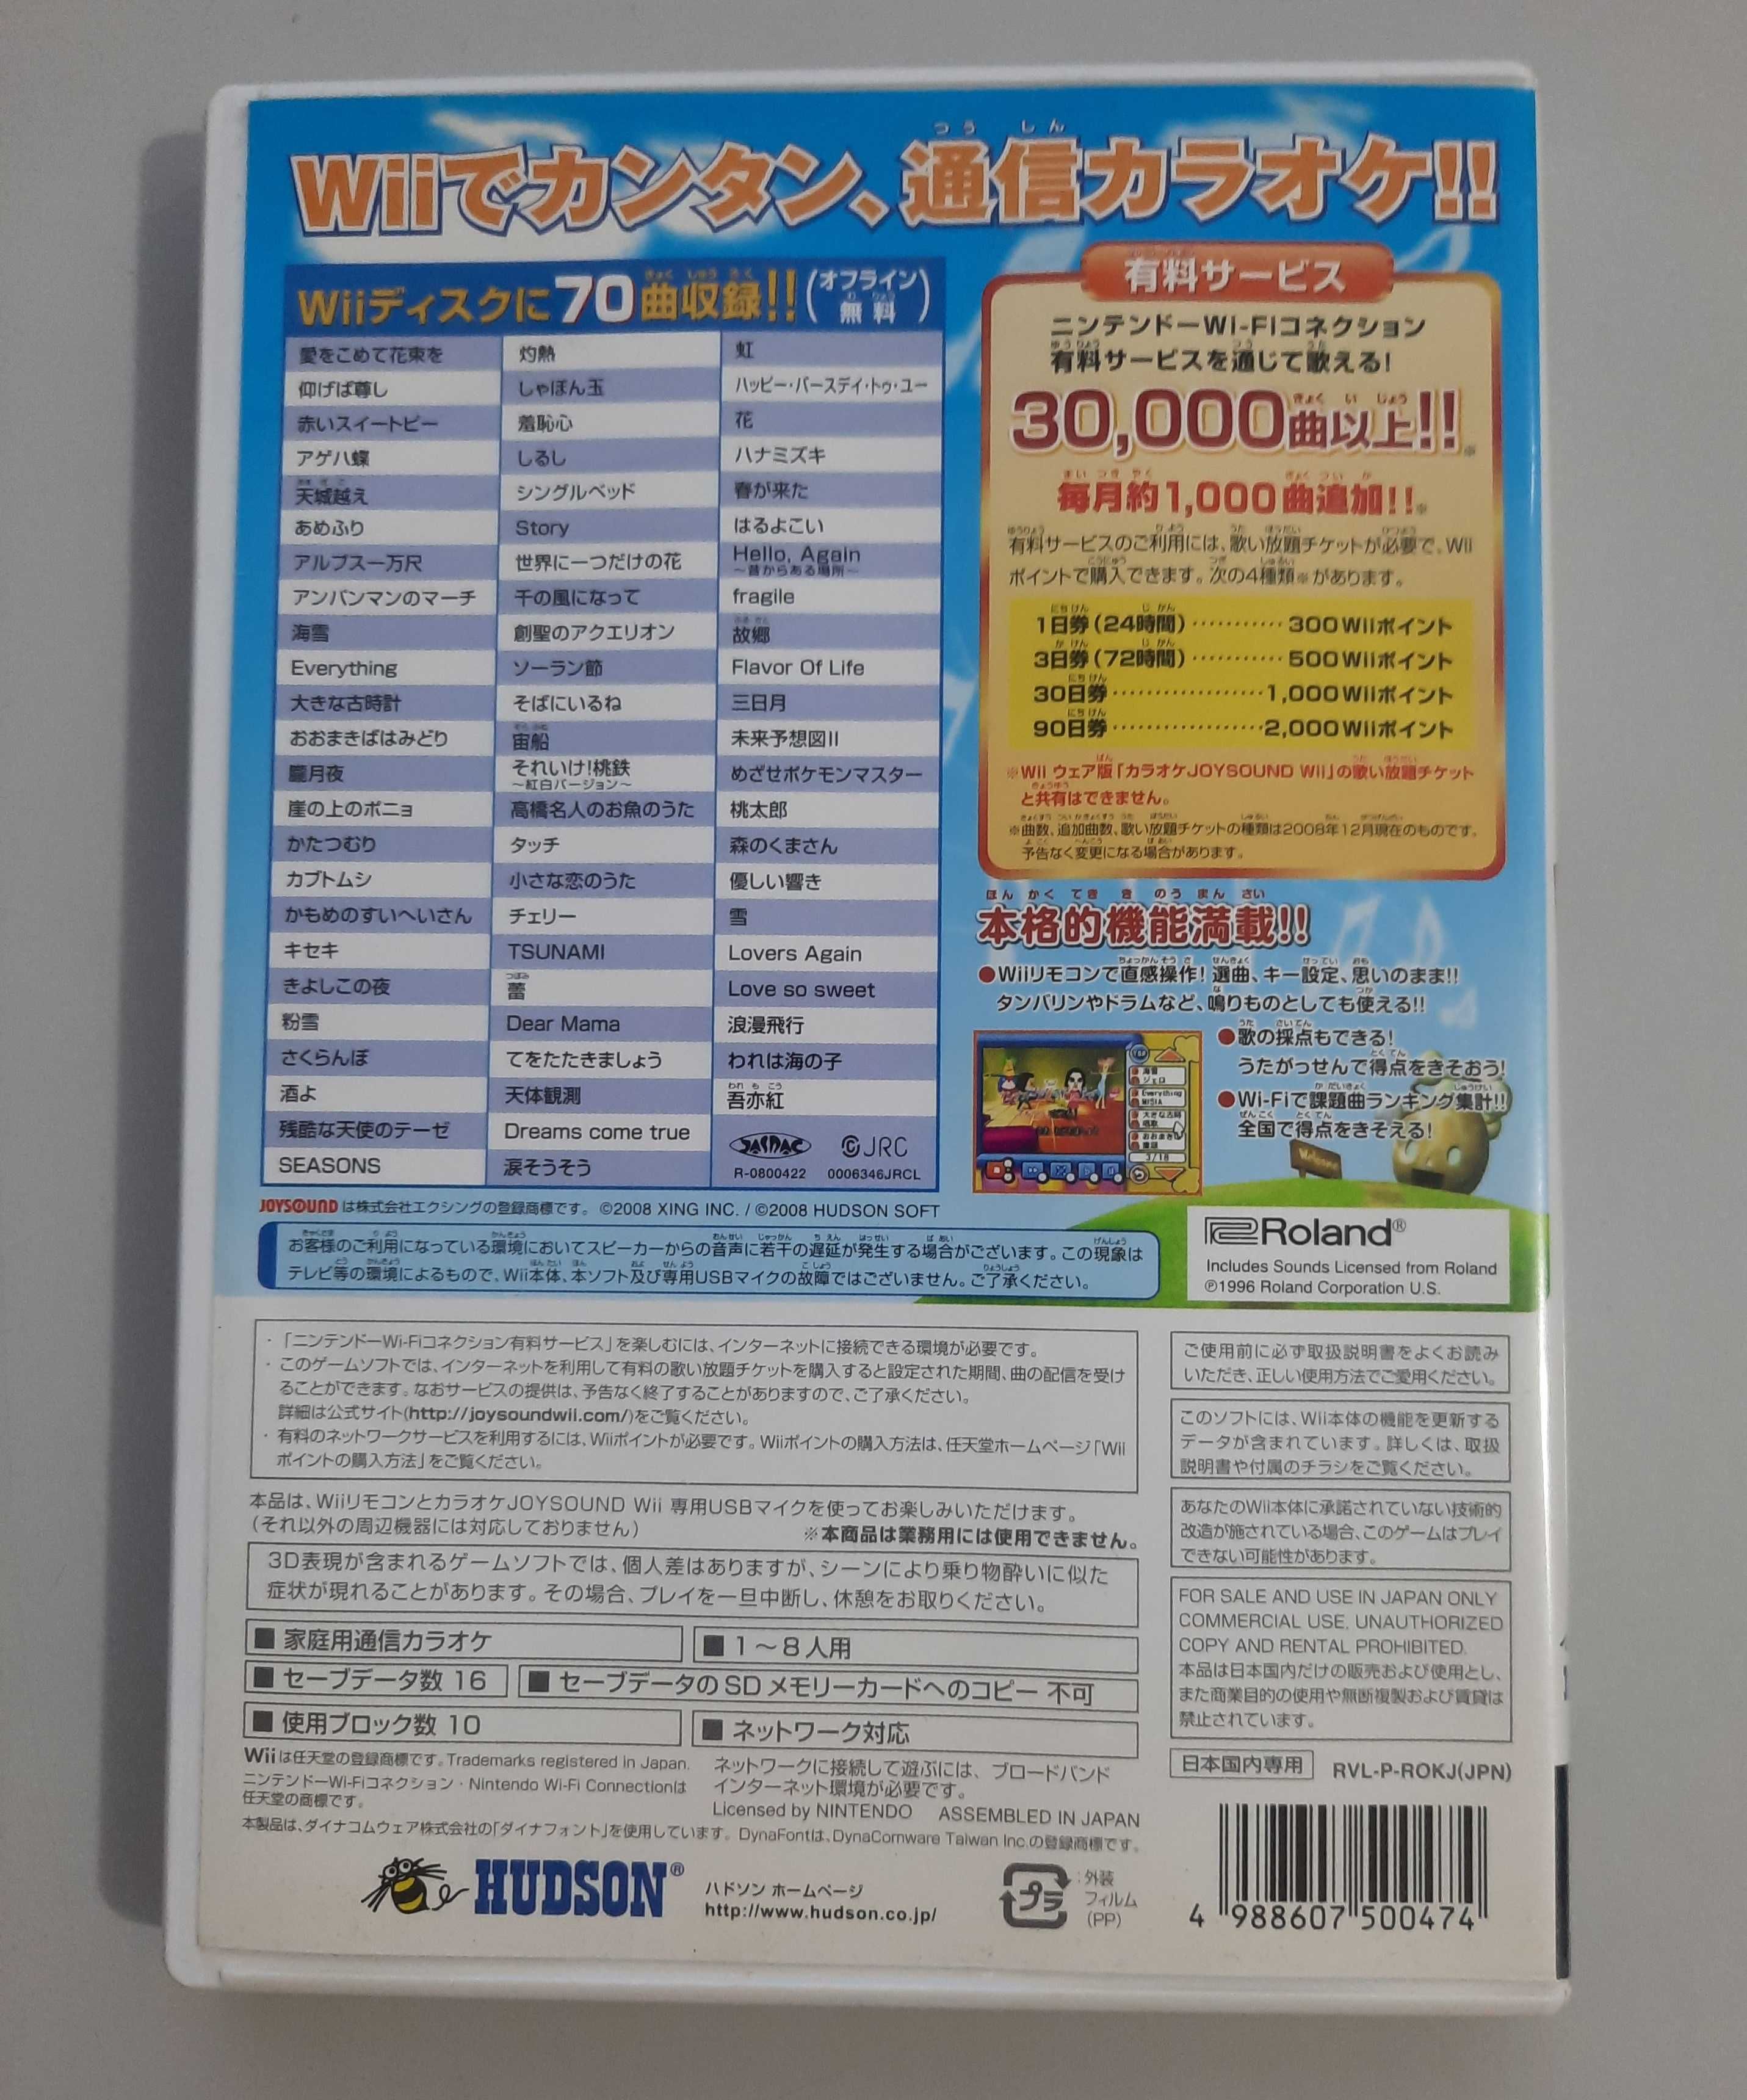 Wiiでカンタン、通信カラオケ!!
Wiiディスクに70曲収録!!(オフライン無料)
愛をこめて花束を
仰げば尊し
赤いスイートピー
アゲハ蝶
天城越え
あめふり
アルプス一万尺
アンパンマンのマーチ
海雪
Everything
大きな古時計
おおまきばはみどり
朧月夜
崖の上のポニョ
かたつむり
カブトムシ
かもめのすいへいさん
キセキ
きよしこの夜
粉雪
さくらんぼ
酒よ
残酷な天使のテーゼ
SEASONS
灼熱
しゃぼん玉
羞恥心
しるし
シングルベッド
Story
世界に一つだけの花
千の風になって
創聖のアクエリオン
ソーラン節
そばにいるね
宙船
それいけ!桃鉄
～紅白バージョン～
高橋名人のお魚のうた
タッチ
小さな恋のうた
チェリー
TSUNAMI
蕾
Dear Mama
てをたたきましょう
天体観測
Dreams come true
涙そうそう
虹
ハッピー・バースデイ・トゥ・ユー
花
ハナミズキ
春が来た
はるよこい
Hello, Again
～昔からある場所～
fragile
故郷
Flavor Of Life
三日月
未来予想図II
めざせポケモンマスター
桃太郎
森のくまさん
優しい響き
雪
Lovers Again
Love so sweet
浪漫飛行
われは海の子
吾亦紅
JASRAC ©JRC
R-0800422 0006346JRCL
有料サービス
ニンテンドーWi-Fiコネクション
有料サービスを通じて歌える!
30,000曲以上!!※
毎月約1,000曲追加!!※
有料サービスのご利用には、歌い放題チケットが必要で、Wii
ポイントで購入できます。次の4種類※があります。
1日券(24時間)…………300Wiiポイント
3日券(72時間)…………500Wiiポイント
30日券………………1,000Wiiポイント
90日券………………2,000Wiiポイント
※Wii ウェア版「カラオケJOYSOUND Wii」の歌い放題チケット
と共有はできません。
※曲数、追加曲数、歌い放題チケットの種類は2008年12月現在のものです。
予告なく変更になる場合があります。
本格的機能満載!!
●Wiiリモコンで直感操作!選曲、キー設定、思いのまま!!
タンバリンやドラムなど、鳴りものとしても使える!!
●歌の採点もできる!
うたがっせんで得点をきそおう!
●Wi-Fiで課題曲ランキング集計!!
全国で得点をきそえる!
Welcome
JOYSOUNDは株式会社エクシングの登録商標です。 ©2008 XING INC. / ©2008 HUDSON SOFT
お客様のご利用になっている環境においてスピーカーからの音声に若干の遅延が発生する場合がございます。この現象は
テレビ等の環境によるもので、Wii本体、本ソフト及び専用USBマイクの故障ではございません。ご了承ください。
Roland®
Includes Sounds Licensed from Roland
℗1996 Roland Corporation U.S.
・「ニンテンドーWi-Fiコネクション有料サービス」を楽しむには、インターネットに接続できる環境が必要です。
・このゲームソフトでは、インターネットを利用して有料の歌い放題チケットを購入すると設定された期間、曲の配信を受け
ることができます。なおサービスの提供は、予告なく終了することがありますので、ご了承ください。
詳細は公式サイト(http://joysoundwii.com/)をご覧ください。
・有料のネットワークサービスを利用するには、Wiiポイントが必要です。Wiiポイントの購入方法は、任天堂ホームページ「Wii
ポイントの購入方法」をご覧ください。
本品は、WiiリモコンとカラオケJOYSOUND Wii 専用USBマイクを使ってお楽しみいただけます。
(それ以外の周辺機器には対応しておりません) ※本商品は業務用には使用できません。
3D表現が含まれるゲームソフトでは、個人差はありますが、シーンにより乗り物酔いに似た
症状が現れることがあります。その場合、プレイを一旦中断し、休憩をお取りください。
■ 家庭用通信カラオケ ■ 1～8人用
■ セーブデータ数 16 ■ セーブデータのSDメモリーカードへのコピー 不可
■ 使用ブロック数 10 ■ ネットワーク対応
Wiiは任天堂の登録商標です。Trademarks registered in Japan.
ニンテンドーWi-Fiコネクション・Nintendo Wi-Fi Connectionは
任天堂の商標です。
ネットワークに接続して遊ぶには、ブロードバンド
インターネット環境が必要です。
Licensed by NINTENDO ASSEMBLED IN JAPAN
本製品は、ダイナコムウェア株式会社の「ダイナフォント」を使用しています。DynaFontは、DynaComware Taiwan Inc.の登録商標です。
ご使用前に必ず取扱説明書をよくお読み
いただき、正しい使用方法でご愛用ください。
このソフトには、Wii本体の機能を更新する
データが含まれています。詳しくは、取扱
説明書や付属のチラシをご覧ください。
あなたのWii本体に承諾されていない技術的
改造が施されている場合、このゲームはプレイ
できない可能性があります。
FOR SALE AND USE IN JAPAN ONLY
COMMERCIAL USE, UNAUTHORIZED
COPY AND RENTAL PROHIBITED.
本品は日本国内だけの販売および使用とし、
また商業目的の使用や無断複製および賃貸は
禁止されています。
日本国内専用 RVL-P-ROKJ(JPN)
HUDSON®
ハドソン ホームページ
http://www.hudson.co.jp/
プラ
:外装
フィルム
(PP)
4 988607 500474